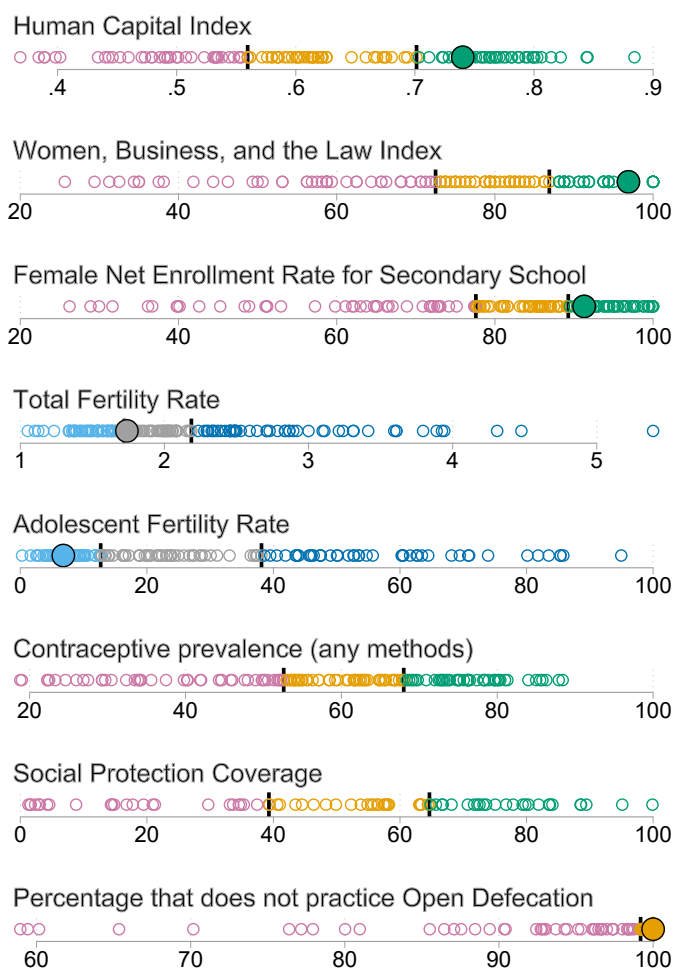 Human Capital Index
.4 .5 .6 .7 .8 .9
Women, Business, and the Law Index
20 40 60 80 100
Female Net Enrollment Rate for Secondary School
20 40 60 80 100
Total Fertility Rate
1 2 3 4 5
Adolescent Fertility Rate
0 20 40 60 80 100
Contraceptive prevalence (any methods)
20 40 60 80 100
Social Protection Coverage
0 20 40 60 80 100
Percentage that does not practice Open Defecation
60 70 80 90 100